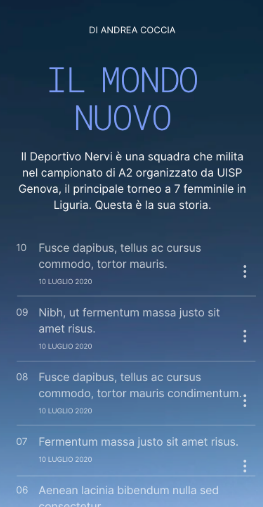 DI ANDREA COCCIA
IL MONDO
NUOVO
Il Deportivo Nervi è una squadra che milita
nel campionato di A2 organizzato da UISP
Genova, il principale torneo a 7 femminile in
Liguria. Questa è la sua storia.
10 Fusce dapibus, tellus ac cursus
commodo, tortor mauris.
10 LUGLIO 2020
09 Nibh, ut fermentum massa justo sit
amet risus.
10 LUGLIO 2020
08 Fusce dapibus, tellus ac cursus
commodo, tortor mauris condimentum.
10 LUGLIO 2020
07 Fermentum massa justo sit amet risus.
10 LUGLIO 2020
06 Aenean lacinia bibendum nulla sed
consectetur.